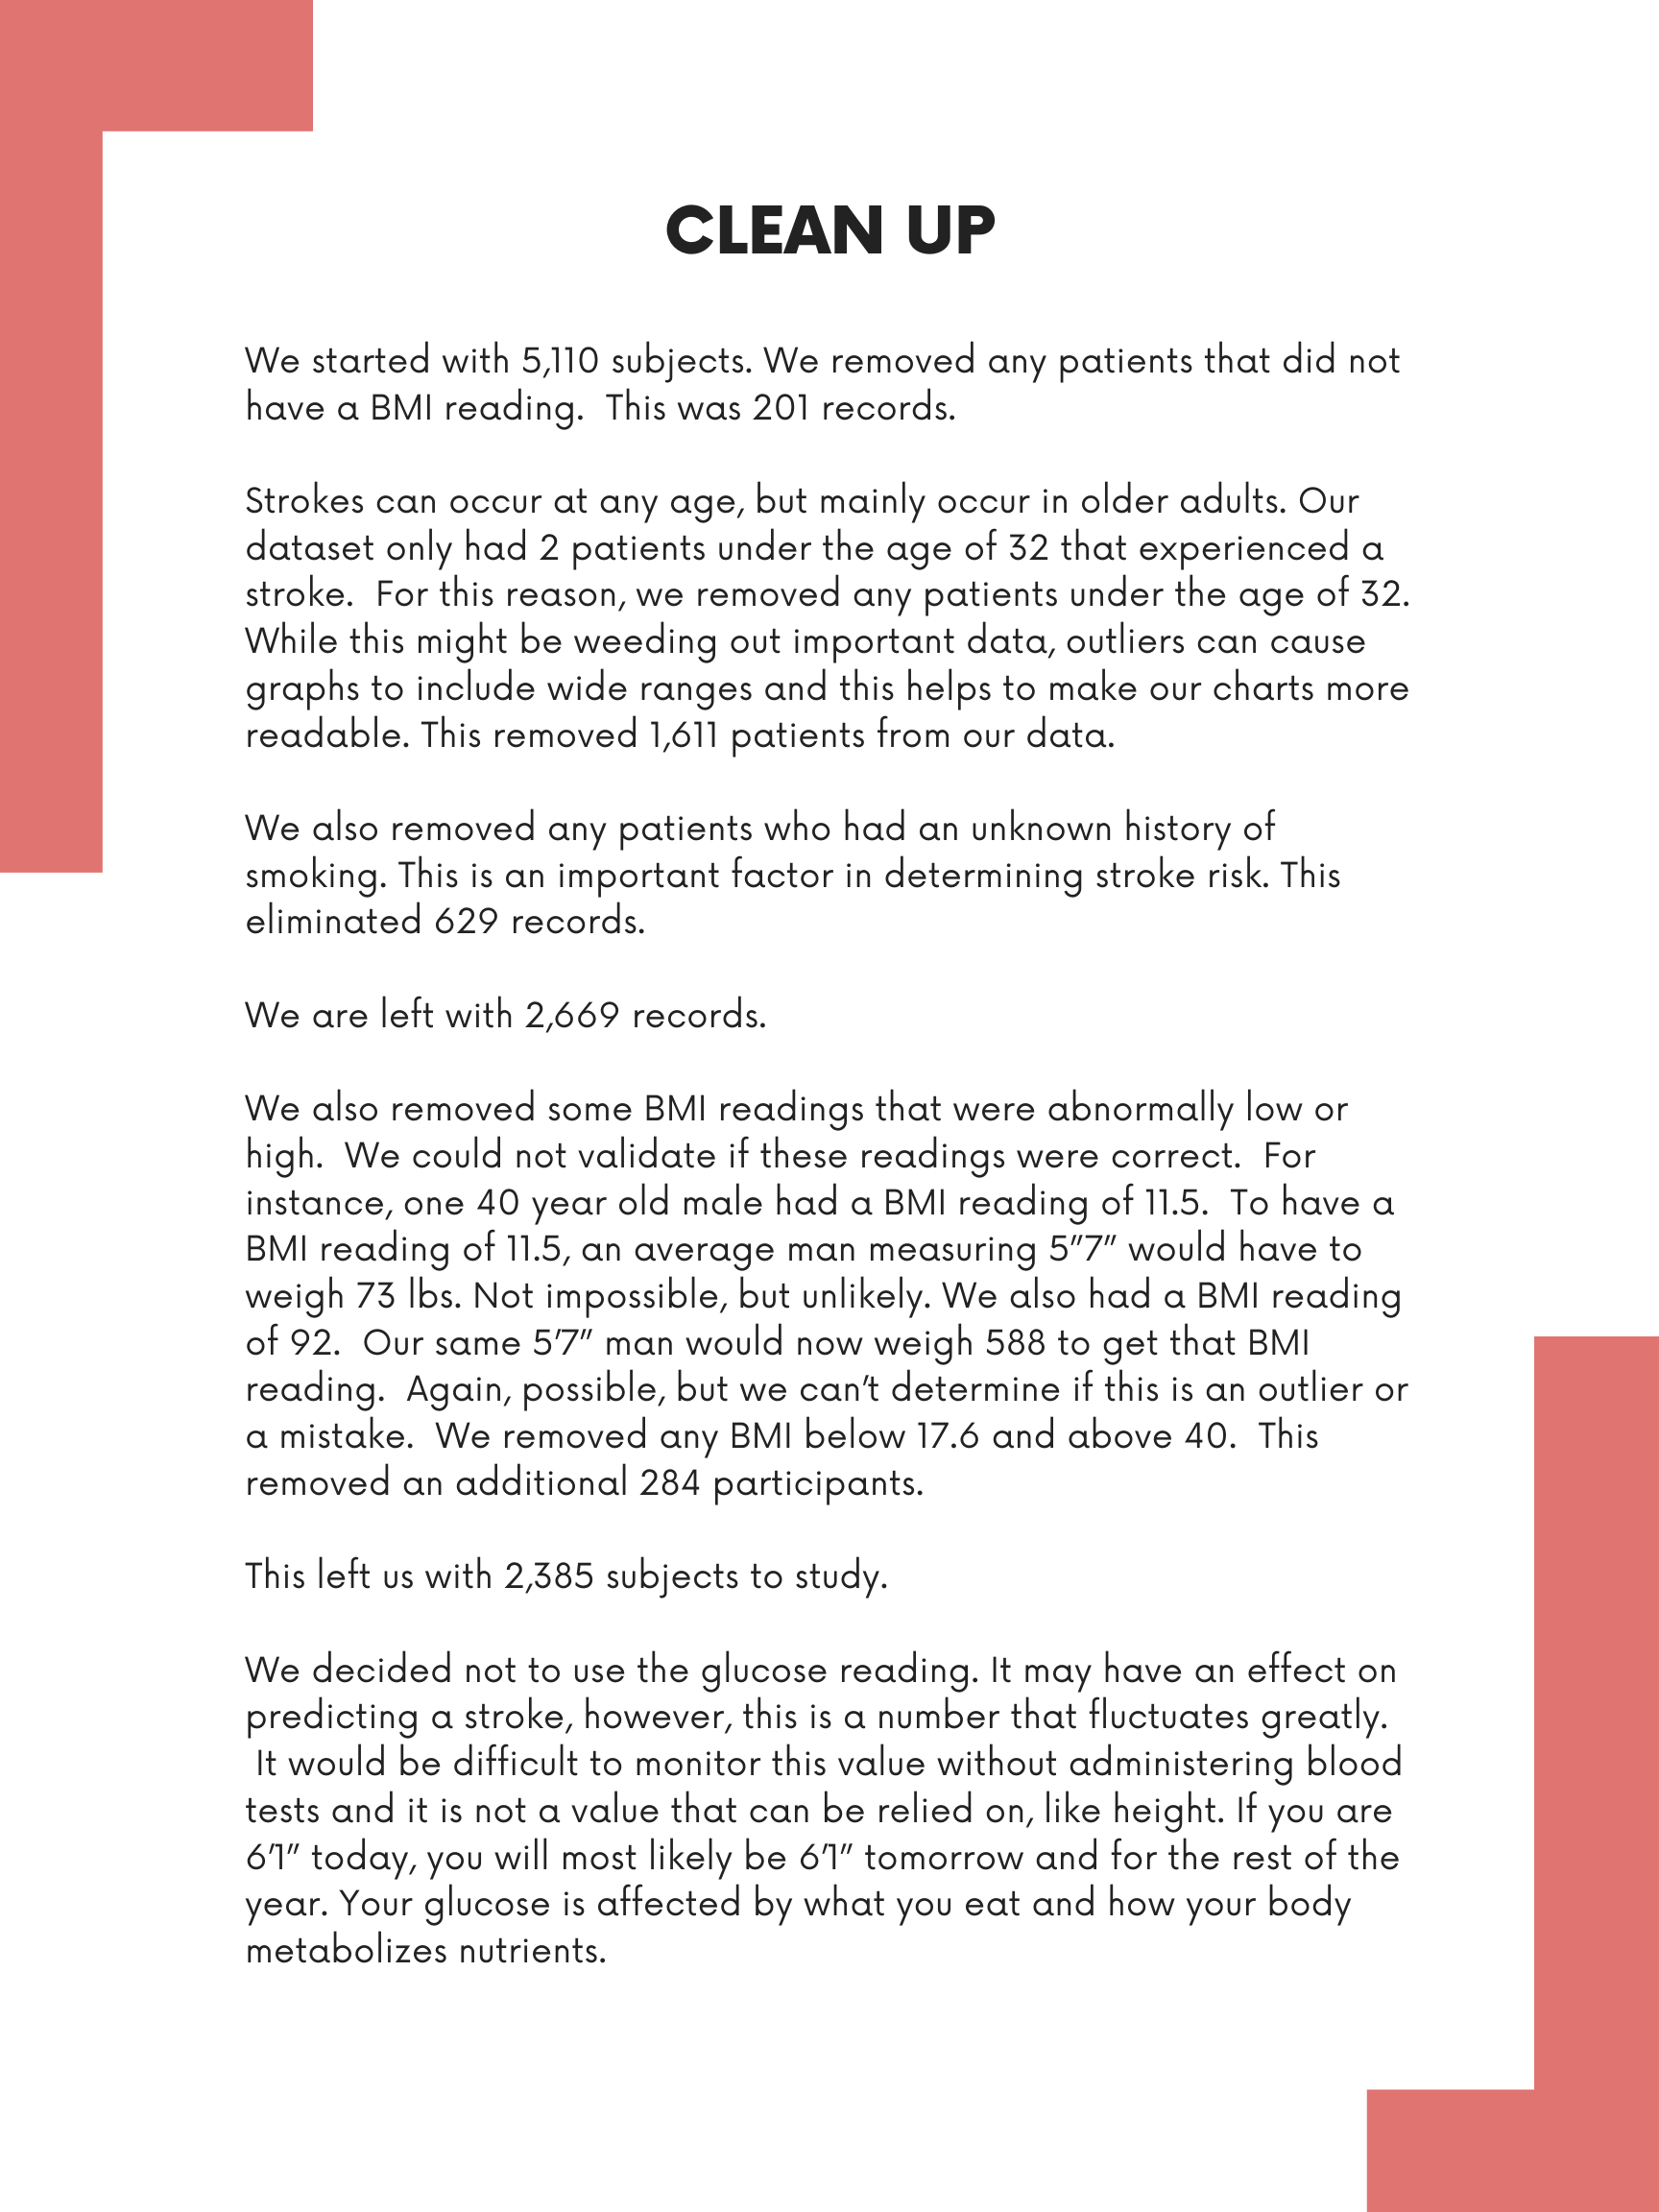 CLEAN UP
We started with 5,110 subjects. We removed any patients that did not
have a BMI reading.  This was 201 records.
Strokes can occur at any age, but mainly occur in older adults. Our
dataset only had 2 patients under the age of 32 that experienced a
stroke.  For this reason, we removed any patients under the age of 32.
While this might be weeding out important data, outliers can cause
graphs to include wide ranges and this helps to make our charts more
readable. This removed 1,611 patients from our data.
We also removed any patients who had an unknown history of
smoking. This is an important factor in determining stroke risk. This
eliminated 629 records.
We are left with 2,669 records.
We also removed some BMI readings that were abnormally low or
high.  We could not validate if these readings were correct.  For
instance, one 40 year old male had a BMI reading of 11.5.  To have a
BMI reading of 11.5, an average man measuring 5”7” would have to
weigh 73 lbs. Not impossible, but unlikely. We also had a BMI reading
of 92.  Our same 5’7” man would now weigh 588 to get that BMI
reading.  Again, possible, but we can’t determine if this is an outlier or
a mistake.  We removed any BMI below 17.6 and above 40.  This
removed an additional 284 participants.
This left us with 2,385 subjects to study.
We decided not to use the glucose reading. It may have an effect on
predicting a stroke, however, this is a number that fluctuates greatly.
It would be difficult to monitor this value without administering blood
tests and it is not a value that can be relied on, like height. If you are
6’1” today, you will most likely be 6’1” tomorrow and for the rest of the
year. Your glucose is affected by what you eat and how your body
metabolizes nutrients.